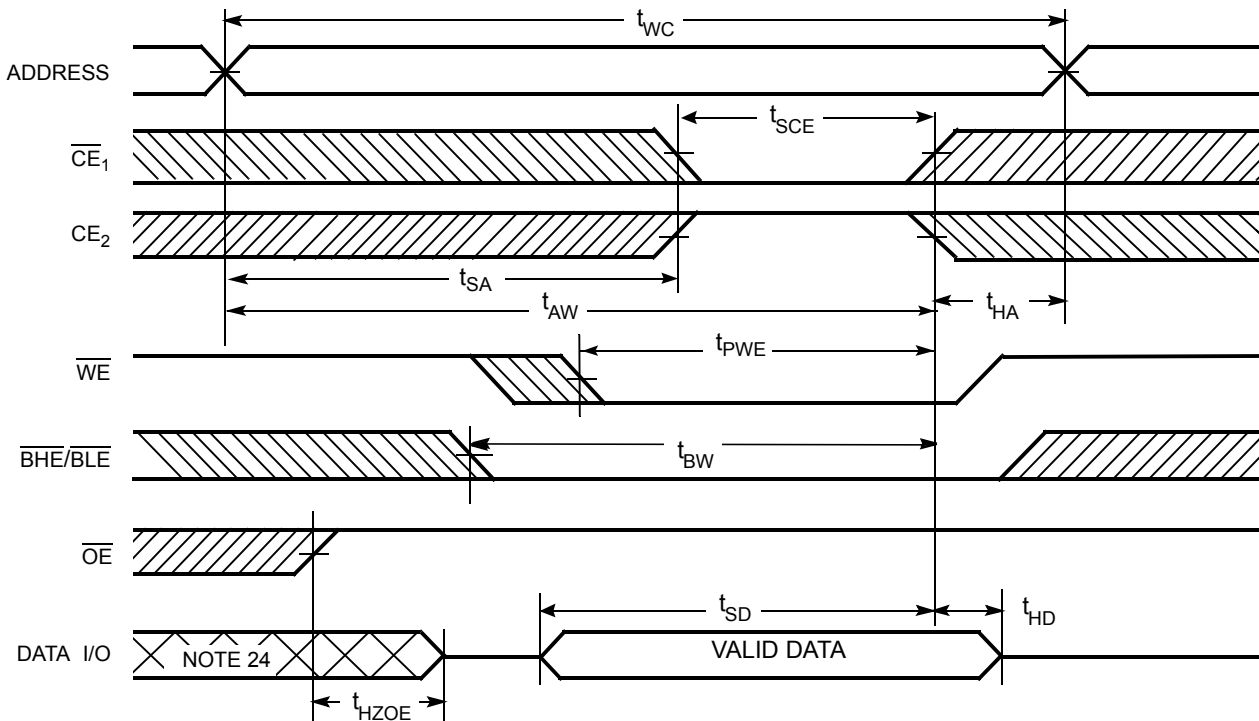 tWC
ADDRESS
tSCE
CE1
CE2
tSA
tAW
tHA
tPWE
WE
BHE/BLE
tBW
OE
tSD
tHD
DATA I/O
NOTE 24
VALID DATA
tHZOE